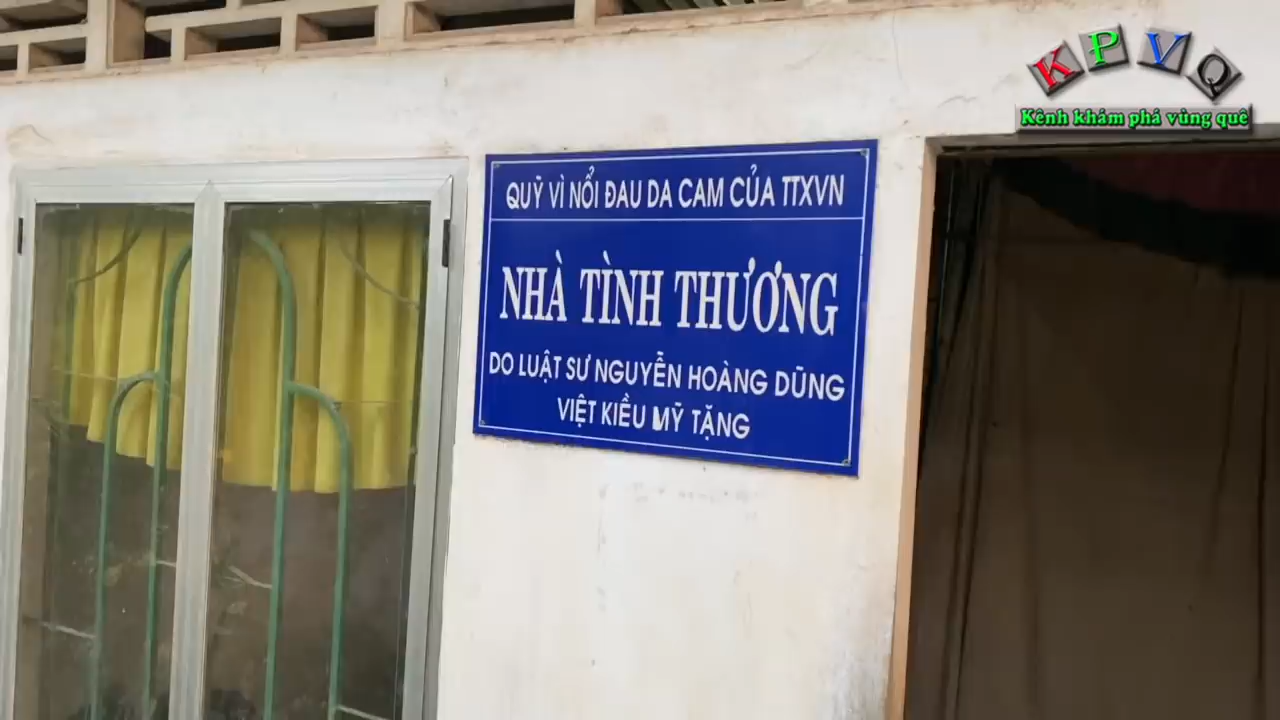 KPVQ
Kênh khám phá vùng quê
QUỸ VÌ NỔI ĐAU DA CAM CỦA TTXVN
NHÀ TÌNH THƯƠNG
DO LUẬT SƯ NGUYỄN HOÀNG DŨNG
VIỆT KIỀU MỸ TẶNG